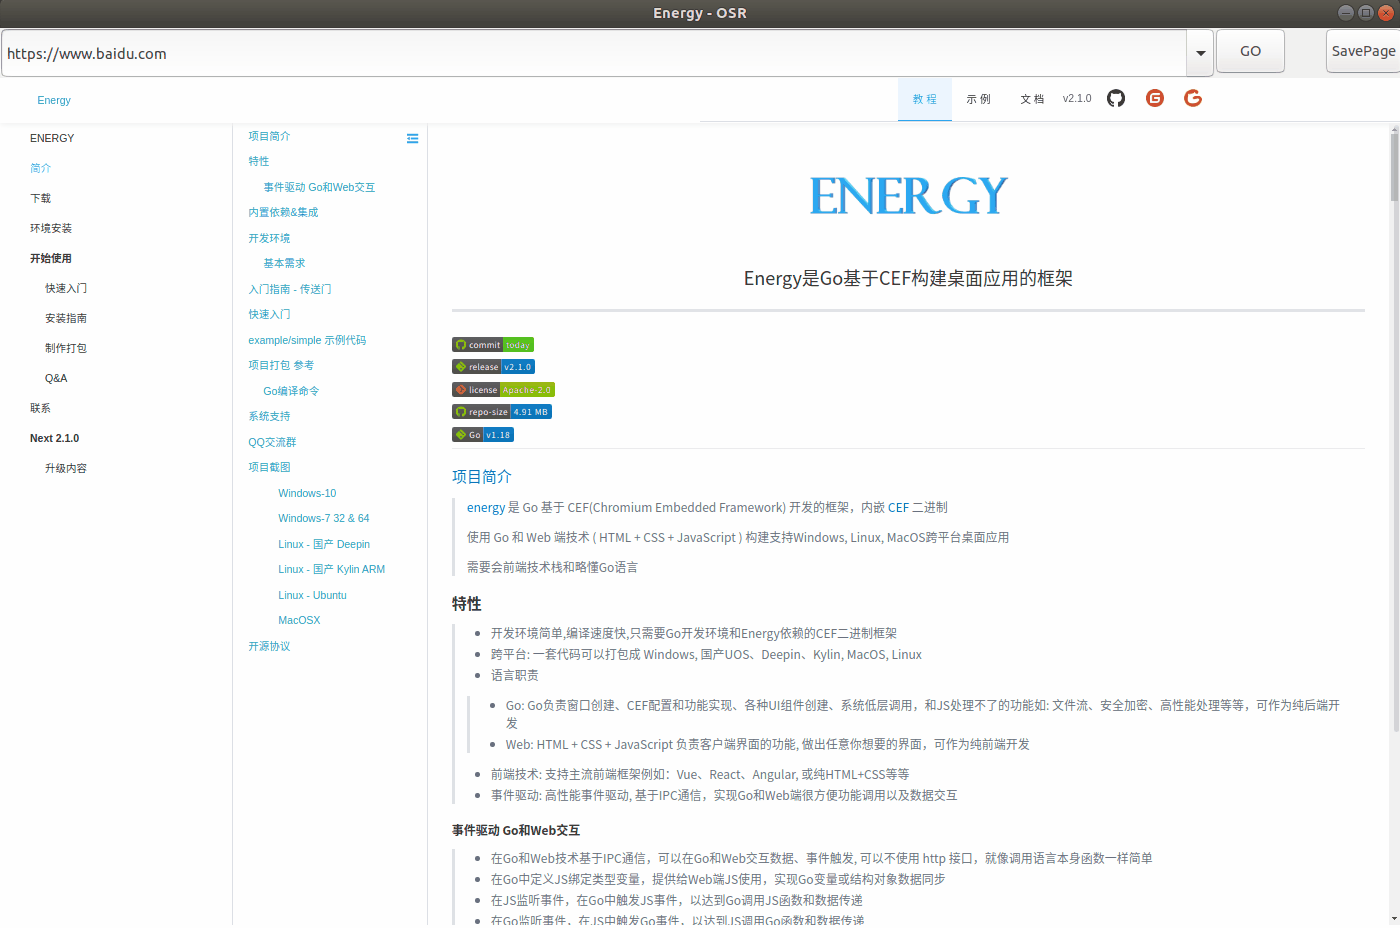 Energy - OSR
https://www.baidu.com
GO
SavePage
Energy
教 程
示 例
文 档
v2.1.0
ENERGY
简介
下载
环境安装
开始使用
快速入门
安装指南
制作打包
Q&A
联系
Next 2.1.0
升级内容
项目简介
特性
事件驱动 Go和Web交互
内置依赖&集成
开发环境
基本需求
入门指南 - 传送门
快速入门
example/simple 示例代码
项目打包 参考
Go编译命令
系统支持
QQ交流群
项目截图
Windows-10
Windows-7 32 & 64
Linux - 国产 Deepin
Linux - 国产 Kylin ARM
Linux - Ubuntu
MacOSX
开源协议
ENERGY
Energy是Go基于CEF构建桌面应用的框架
commit today
release v2.1.0
license Apache-2.0
repo-size 4.91 MB
Go v1.18
项目简介
energy 是 Go 基于 CEF(Chromium Embedded Framework) 开发的框架，内嵌 CEF 二进制
使用 Go 和 Web 端技术 ( HTML + CSS + JavaScript ) 构建支持Windows, Linux, MacOS跨平台桌面应用
需要会前端技术栈和略懂Go语言
特性
开发环境简单,编译速度快,只需要Go开发环境和Energy依赖的CEF二进制框架
跨平台: 一套代码可以打包成 Windows, 国产UOS、Deepin、Kylin, MacOS, Linux
语言职责
Go: Go负责窗口创建、CEF配置和功能实现、各种UI组件创建、系统低层调用，和JS处理不了的功能如: 文件流、安全加密、高性能处理等等，可作为纯后端开
发
Web: HTML + CSS + JavaScript 负责客户端界面的功能, 做出任意你想要的界面，可作为纯前端开发
前端技术: 支持主流前端框架例如：Vue、React、Angular, 或纯HTML+CSS等等
事件驱动: 高性能事件驱动, 基于IPC通信，实现Go和Web端很方便功能调用以及数据交互
事件驱动 Go和Web交互
在Go和Web技术基于IPC通信，可以在Go和Web交互数据、事件触发, 可以不使用 http 接口，就像调用语言本身函数一样简单
在Go中定义JS绑定类型变量，提供给Web端JS使用，实现Go变量或结构对象数据同步
在JS监听事件，在Go中触发JS事件，以达到Go调用JS函数和数据传递
在Go监听事件，在JS中触发Go事件，以达到JS调用Go函数和数据传递